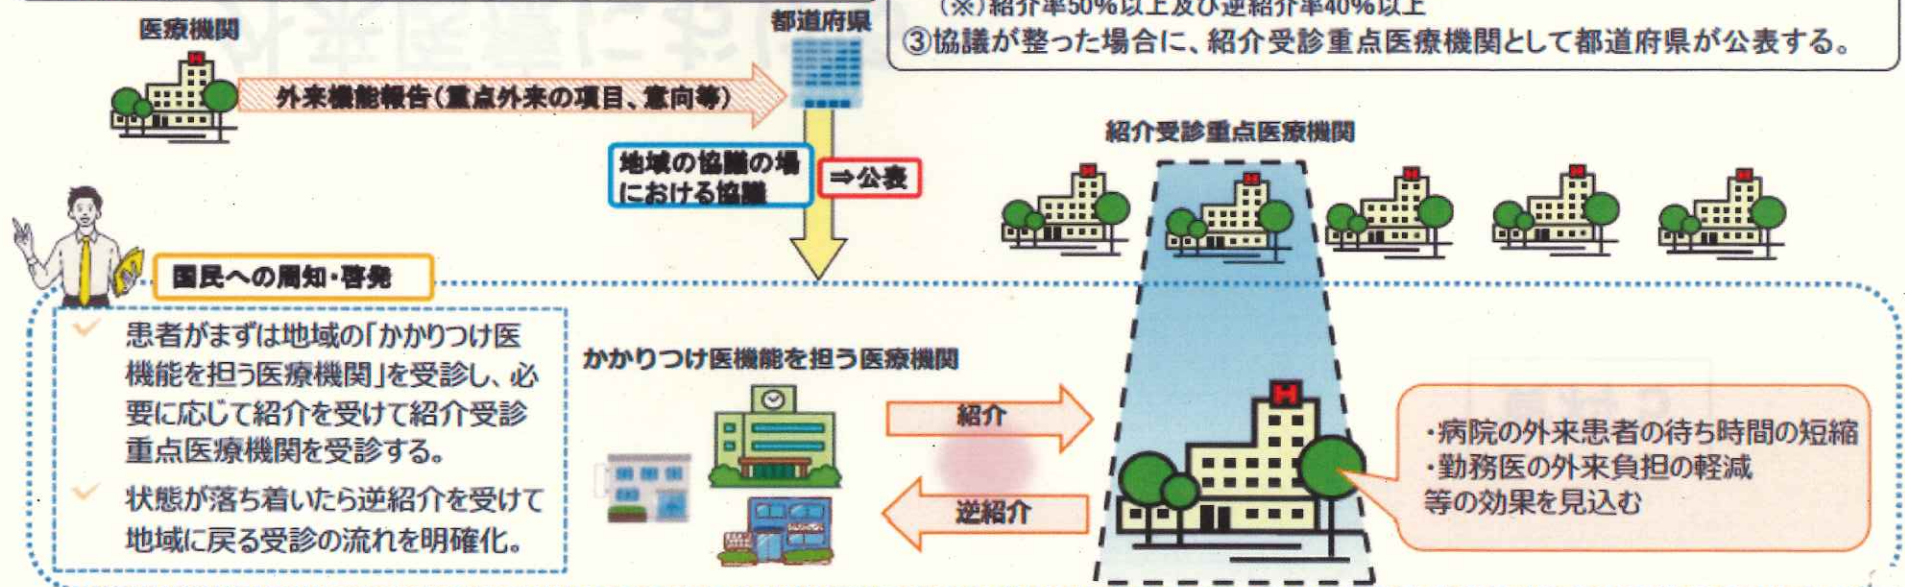 (※)紹介率50%以上及び逆紹介率40%以上
③協議が整った場合に、紹介受診重点医療機関として都道府県が公表する。
医療機関
都道府県
外来機能報告(重点外来の項目、意向等)
地域の協議の場
における協議
⇒公表
紹介受診重点医療機関
H
H
H
H
H
H
国民への周知・啓発
患者がまずは地域の「かかりつけ医
機能を担う医療機関」を受診し、必
要に応じて紹介を受けて紹介受診
重点医療機関を受診する。
状態が落ち着いたら逆紹介を受けて
地域に戻る受診の流れを明確化。
かかりつけ医機能を担う医療機関
紹介
逆紹介
H
・病院の外来患者の待ち時間の短縮
・勤務医の外来負担の軽減
等の効果を見込む